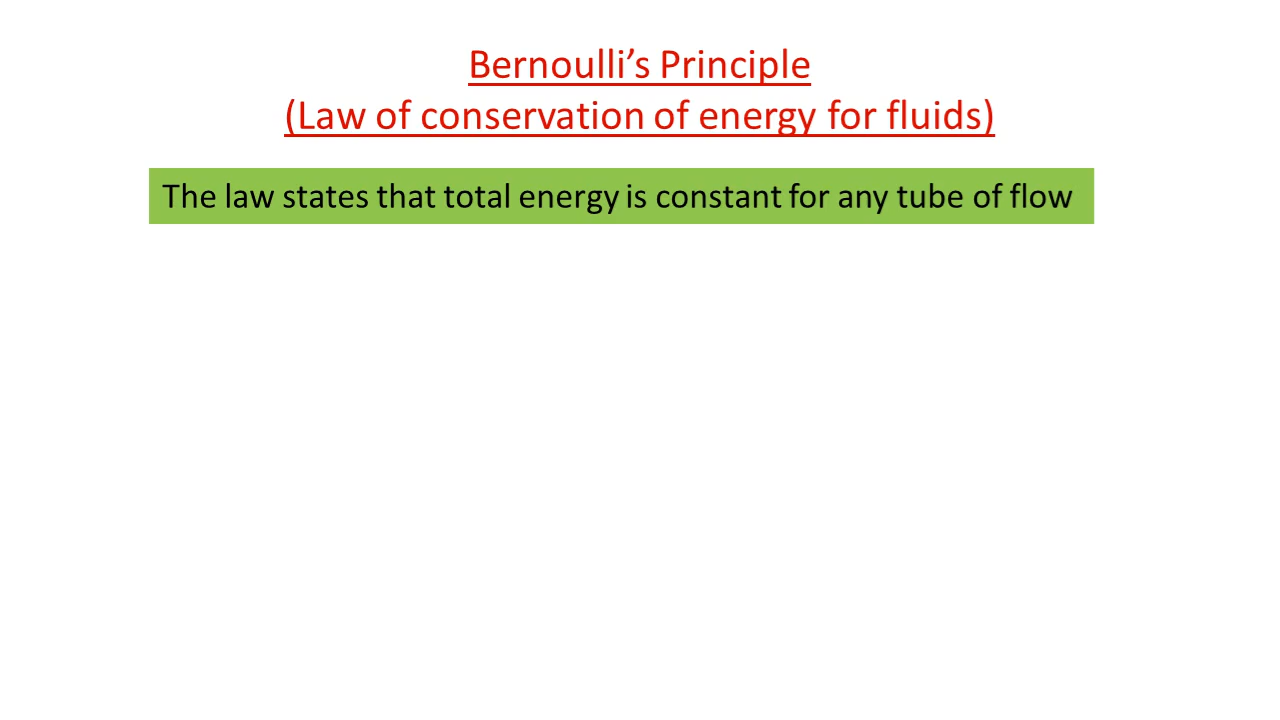 Bernoulli’s Principle
(Law of conservation of energy for fluids)
The law states that total energy is constant for any tube of flow